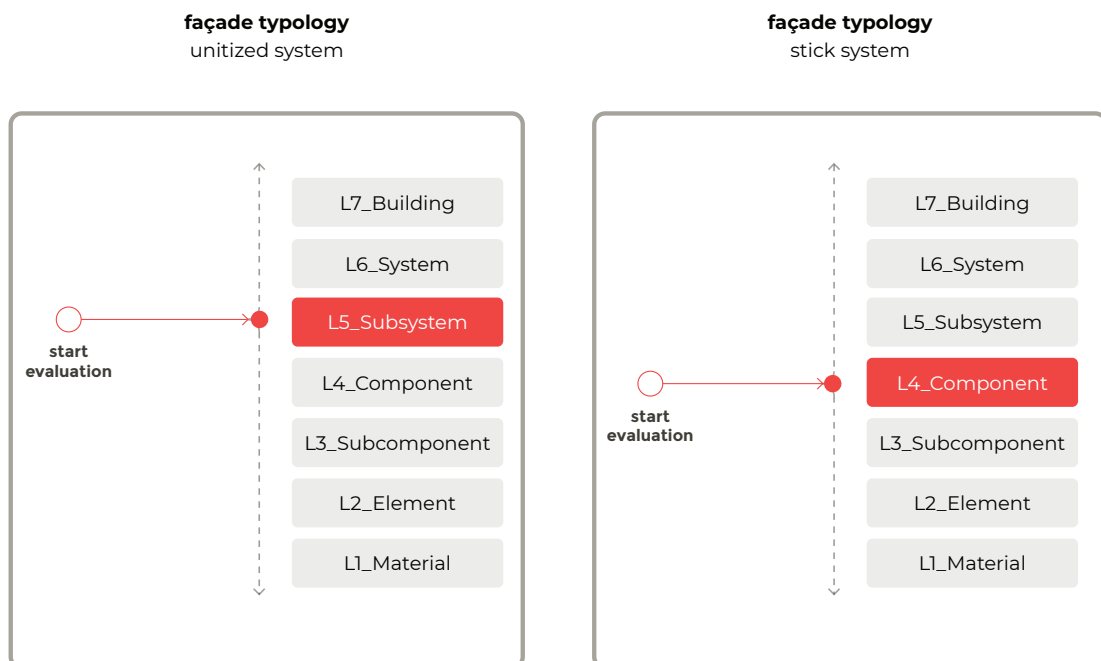 façade typology
unitized system
L7_Building
L6_System
L5_Subsystem
L4_Component
L3_Subcomponent
L2_Element
L1_Material
start
evaluation
façade typology
stick system
L7_Building
L6_System
L5_Subsystem
L4_Component
L3_Subcomponent
L2_Element
L1_Material
start
evaluation